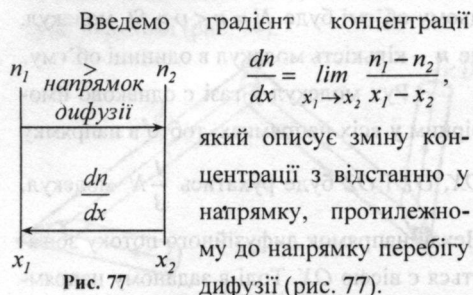 Введемо градієнт концентрації
dn/dx = lim x₁→x₂ (n₁ − n₂)/(x₁ − x₂),
який описує зміну кон-
центрації з відстанню в
напрямку, протилежно-
му до напрямку перебігу
дифузії (рис. 77).
n₁ > n₂
напрямок
дифузії
dn/dx
x₁ x₂
Рис. 77